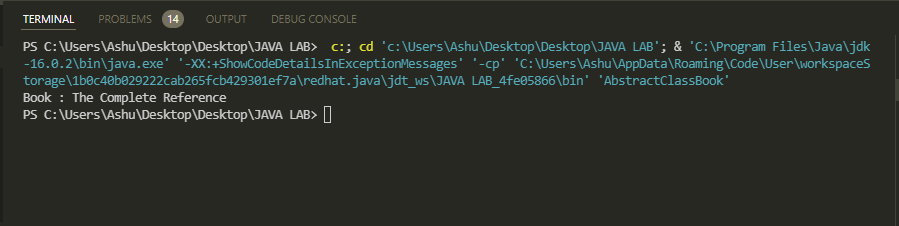 TERMINAL PROBLEMS 14 OUTPUT DEBUG CONSOLE
PS C:\Users\Ashu\Desktop\Desktop\JAVA LAB>  c:; cd 'c:\Users\Ashu\Desktop\Desktop\JAVA LAB'; & 'C:\Program Files\Java\jdk
-16.0.2\bin\java.exe' '-XX:+ShowCodeDetailsInExceptionMessages' '-cp' 'C:\Users\Ashu\AppData\Roaming\Code\User\workspaceS
torage\1b0c40b029222cab265fcb429301ef7a\redhat.java\jdt_ws\JAVA LAB_4fe05866\bin' 'AbstractClassBook'
Book : The Complete Reference
PS C:\Users\Ashu\Desktop\Desktop\JAVA LAB>